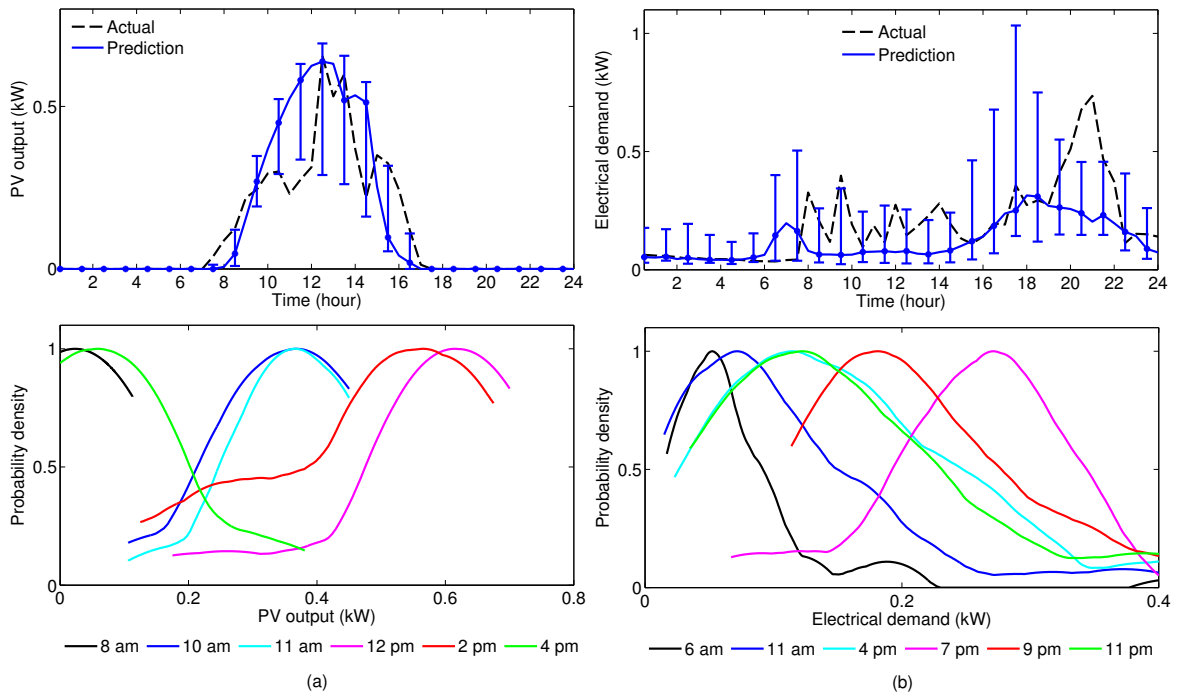 Actual
Prediction
PV output (kW)
0.5
0
2 4 6 8 10 12 14 16 18 20 22 24
Time (hour)
Actual
Prediction
Electrical demand (kW)
1
0.5
0
2 4 6 8 10 12 14 16 18 20 22 24
Time (hour)
Probability density
1
0.5
0
0 0.2 0.4 0.6 0.8
PV output (kW)
8 am 10 am 11 am 12 pm 2 pm 4 pm
(a)
Probability density
1
0.5
0
0 0.2 0.4
Electrical demand (kW)
6 am 11 am 4 pm 7 pm 9 pm 11 pm
(b)